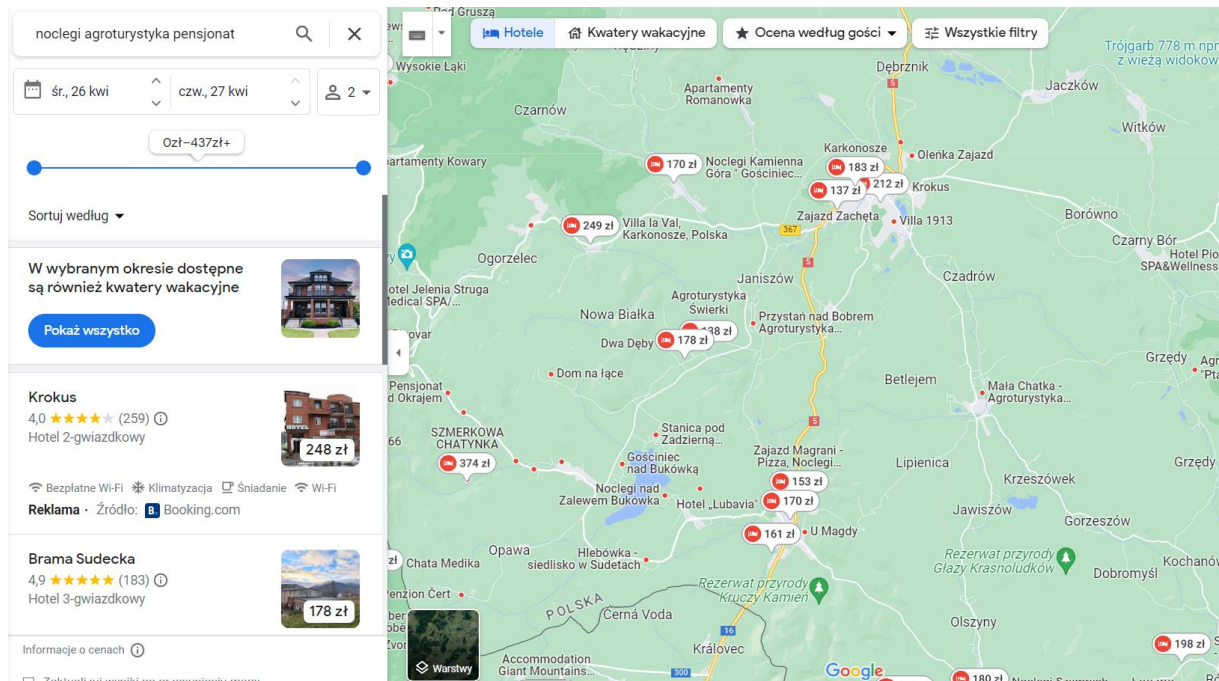 noclegi agroturystyka pensjonat
śr., 26 kwi
czw., 27 kwi
2
0zł–437zł+
Sortuj według
W wybranym okresie dostępne
są również kwatery wakacyjne
Pokaż wszystko
Krokus
4,0 (259)
Hotel 2-gwiazdkowy
HOTEL
248 zł
Bezpłatne Wi-Fi Klimatyzacja Śniadanie Wi-Fi
Reklama · Źródło: B. Booking.com
Brama Sudecka
4,9 (183)
Hotel 3-gwiazdkowy
178 zł
Informacje o cenach
Hotele
Kwatery wakacyjne
Ocena według gości
Wszystkie filtry
Pod Gruszą
Wysokie Łąki
Dębrznik
5
Trójgarb 778 m npm
z wieżą widokow
Jaczków
Apartamenty
Romanowka
Czarnów
Witków
Karkonosze
Oleńka Zajazd
artamenty Kowary
170 zł
Noclegi Kamienna
Góra " Gościniec...
183 zł
212 zł
137 zł
Krokus
Zajazd Zachęta
Villa 1913
Borówno
249 zł
Villa la Val,
Karkonosze, Polska
367
Czarny Bór
Ogorzelec
5
Hotel Pio
SPA&Wellness
Janiszów
Czadrów
otel Jelenia Struga
Medical SPA/...
Agroturystyka
Świerki
Nowa Białka
Przystań nad Bobrem
Agroturystyka...
ovar
138 zł
Dwa Dęby
178 zł
Grzędy
Agr
"Pta
Dom na łące
Betlejem
Pensjonat
d Okrajem
Mała Chatka -
Agroturystyka...
5
66
SZMERKOWA
CHATYNKA
374 zł
Stanica pod
Zadzierną...
Gościniec
nad Bukówką
Zajazd Magrani -
Pizza, Noclegi...
Lipienica
Grzędy
153 zł
Krzeszówek
Noclegi nad
Zalewem Bukówka
Hotel „Lubavia"
170 zł
Jawiszów
Gorzeszów
161 zł
U Magdy
Opawa
zł
Chata Medika
Hlebówka -
siedlisko w Sudetach
Rezerwat przyrody
Głazy Krasnoludków
Kochanów
Dobromyśl
enzion Čert
Rezerwat przyrody
Kruczy Kamień
POLSKA
Černá Voda
Olszyny
16
Královec
198 zł
Warstwy
Accommodation
Giant Mountains...
300
Google
180 zł